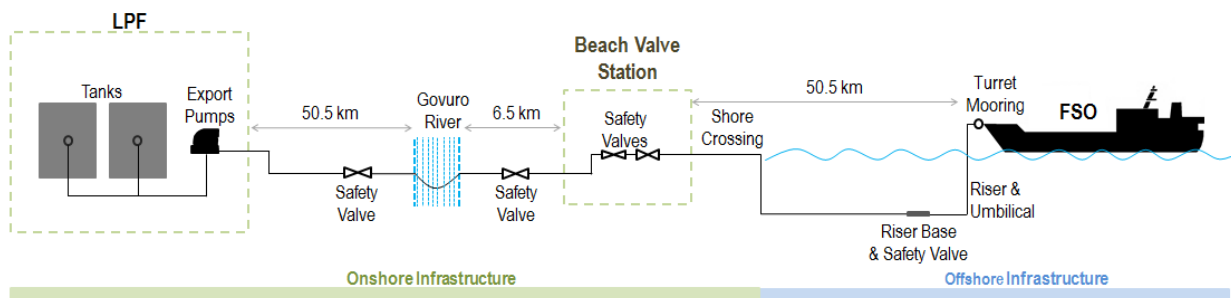 LPF
Tanks
Export
Pumps
50.5 km
Govuro
River
6.5 km
Beach Valve
Station
50.5 km
Turret
Mooring
FSO
Safety
Valves
Shore
Crossing
Safety
Valve
Safety
Valve
Riser &
Umbilical
Riser Base
& Safety Valve
Onshore Infrastructure
Offshore Infrastructure